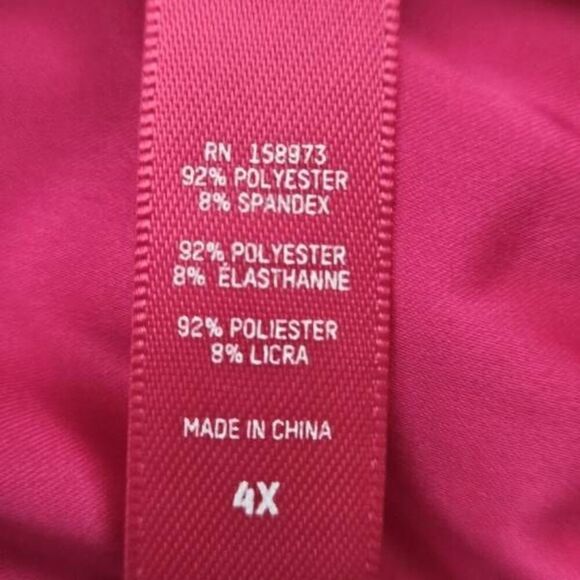 RN 158973
92% POLYESTER
8% SPANDEX
92% POLYESTER
8% ÉLASTHANNE
92% POLIESTER
8% LICRA
MADE IN CHINA
4X